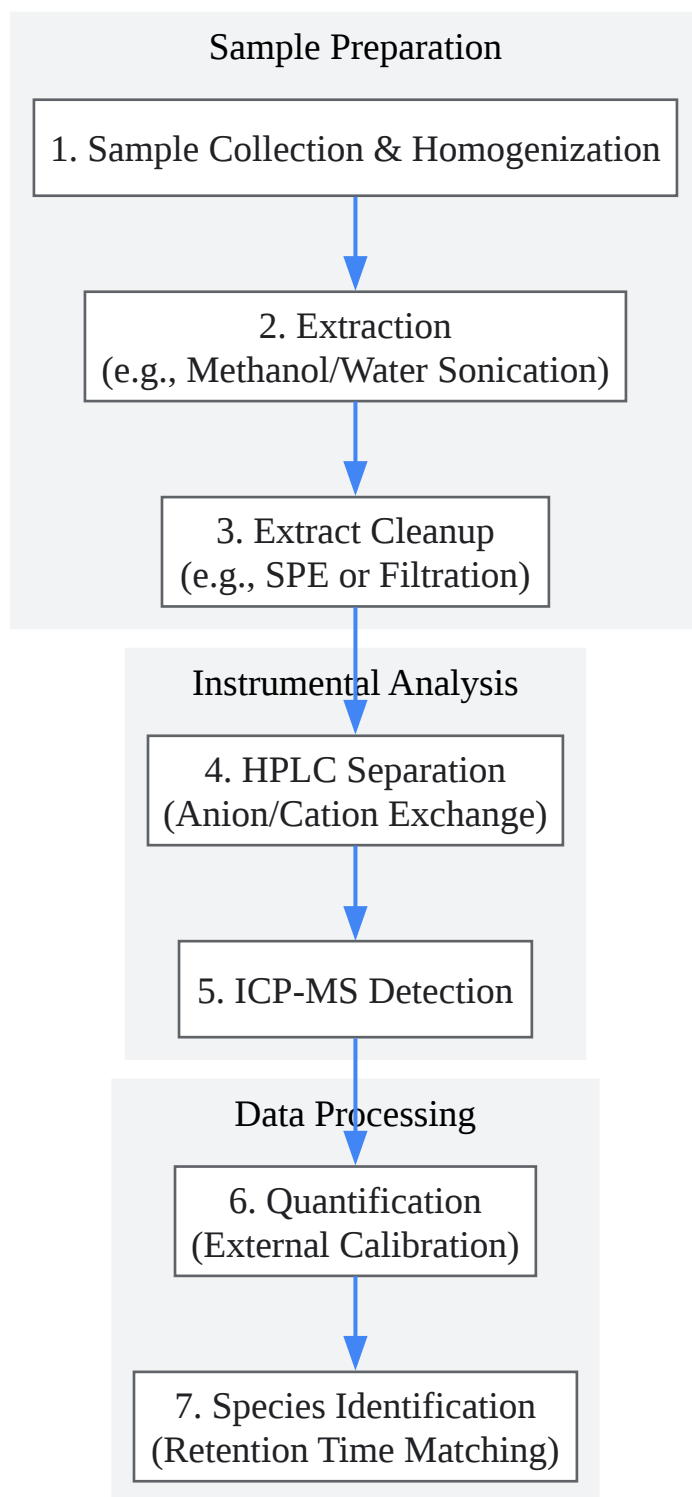 Sample Preparation
1. Sample Collection & Homogenization
2. Extraction
(e.g., Methanol/Water Sonication)
3. Extract Cleanup
(e.g., SPE or Filtration)
Instrumental Analysis
4. HPLC Separation
(Anion/Cation Exchange)
5. ICP-MS Detection
Data Processing
6. Quantification
(External Calibration)
7. Species Identification
(Retention Time Matching)